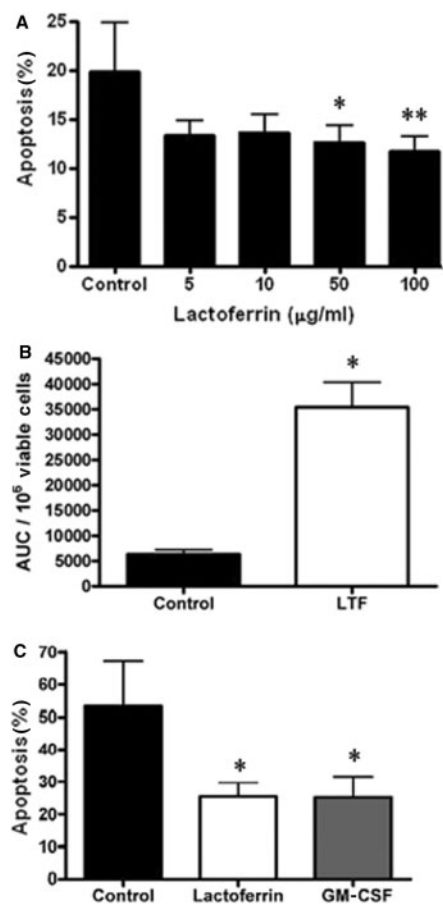 A
Apoptosis (%)
25
20
15
10
5
0
*
**
Control 5 10 50 100
Lactoferrin (µg/ml)
B
AUC / 10⁶ viable cells
45000
40000
35000
30000
25000
20000
15000
10000
5000
0
*
Control LTF
C
Apoptosis (%)
70
60
50
40
30
20
10
0
*
*
Control Lactoferrin GM-CSF